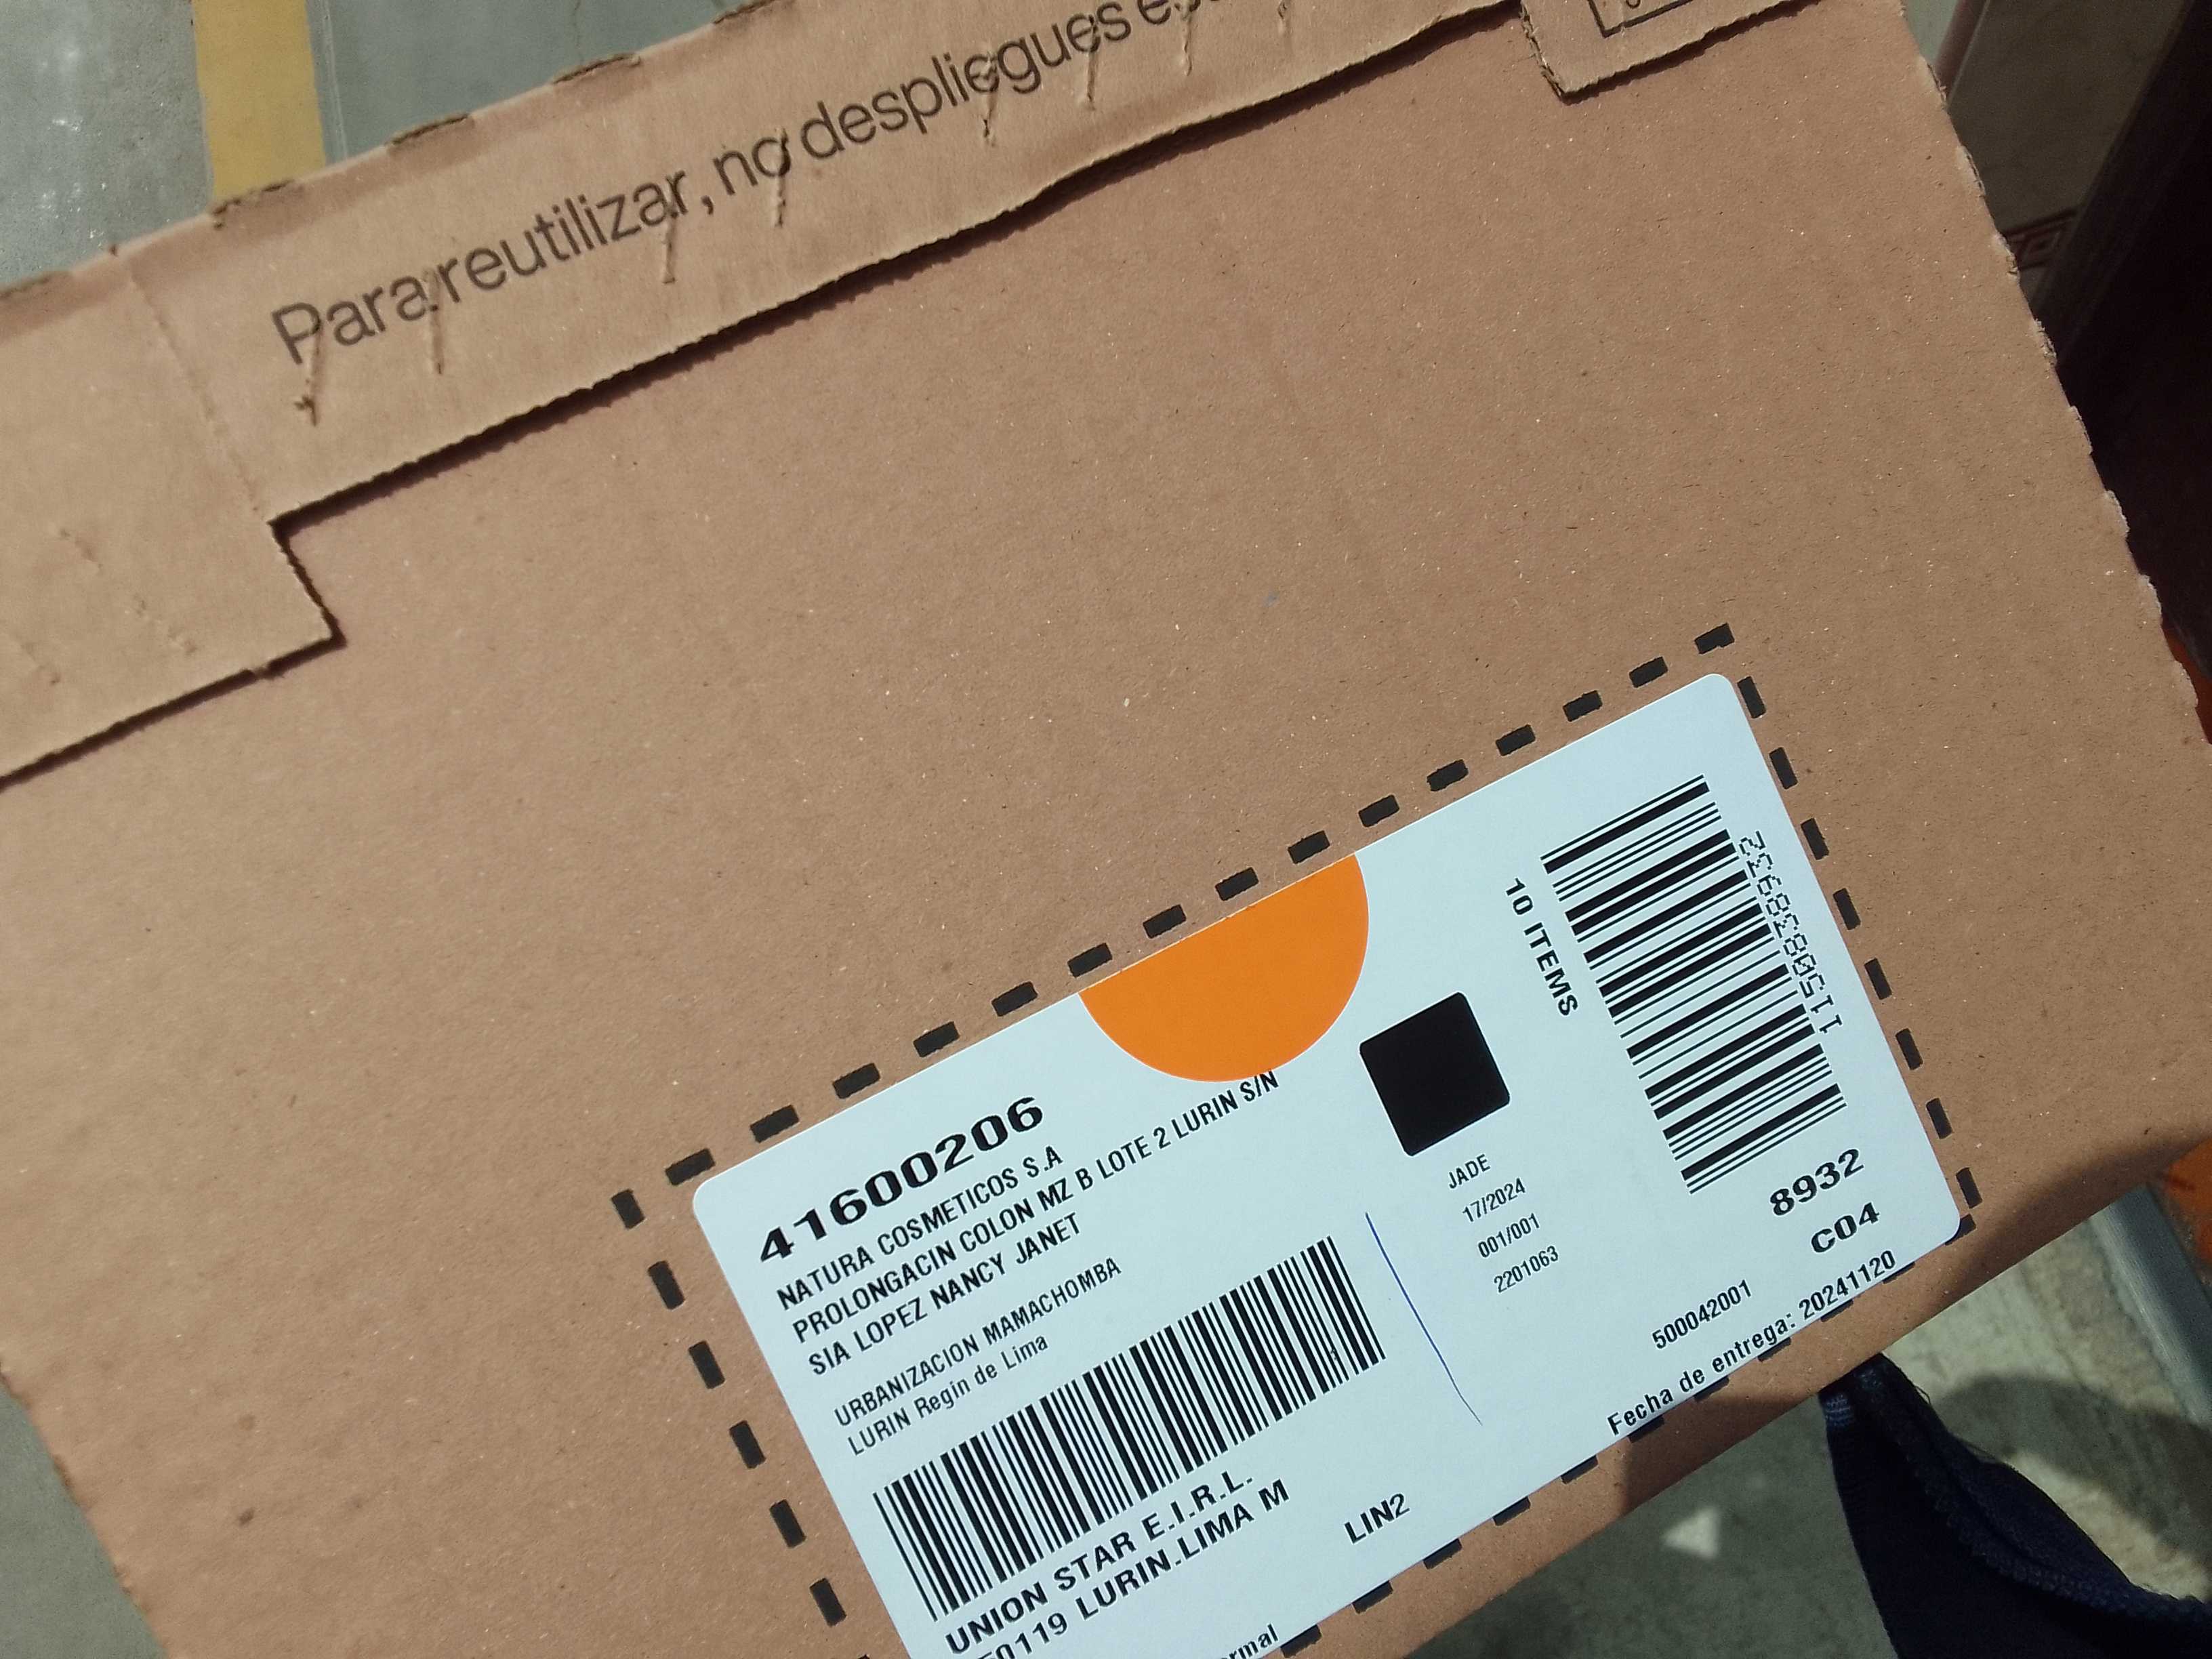 Para reutilizar, no despliegues
41600206
NATURA COSMETICOS S.A
PROLONGACIN COLON MZ B LOTE 2 LURIN S/N
SIA LOPEZ NANCY JANET
URBANIZACION MAMACHOMBA
LURIN Regin de Lima
UNION STAR E.I.R.L.
LURIN.LIMA M
LIN2
JADE
17/2024
001/001
2201063
10 ITEMS
11508328932
8932
C04
500042001
Fecha de entrega: 20241120